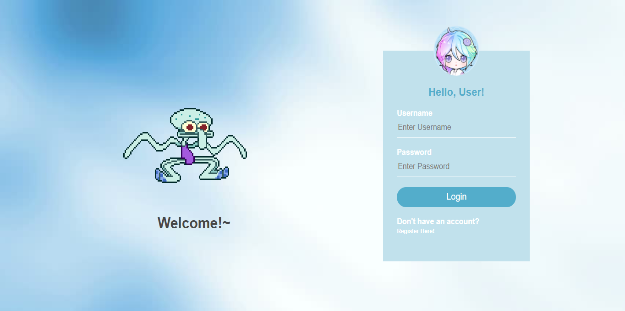 Hello, User!
Username
Enter Username
Password
Enter Password
Login
Don't have an account?
Register Here!
Welcome!~